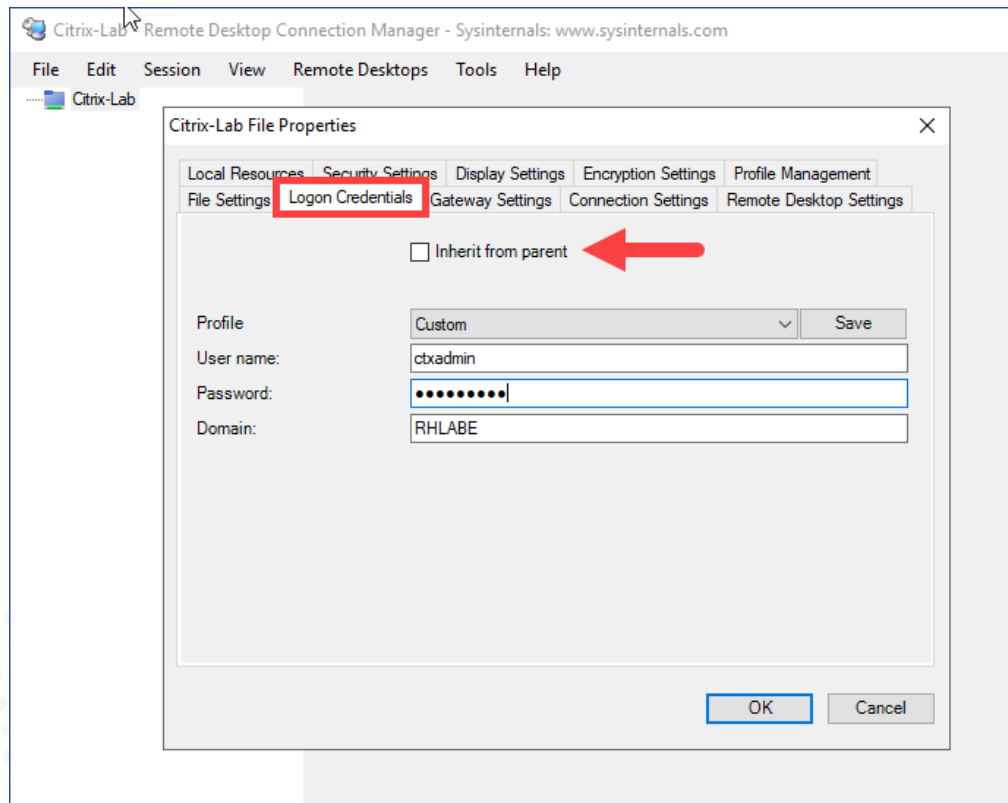 Citrix-Lab - Remote Desktop Connection Manager - Sysinternals: www.sysinternals.com
File Edit Session View Remote Desktops Tools Help
Citrix-Lab
Citrix-Lab File Properties
Local Resources Security Settings Display Settings Encryption Settings Profile Management
File Settings Logon Credentials Gateway Settings Connection Settings Remote Desktop Settings
Inherit from parent
Profile Custom Save
User name: ctxadmin
Password: ●●●●●●●●●
Domain: RHLABE
OK Cancel